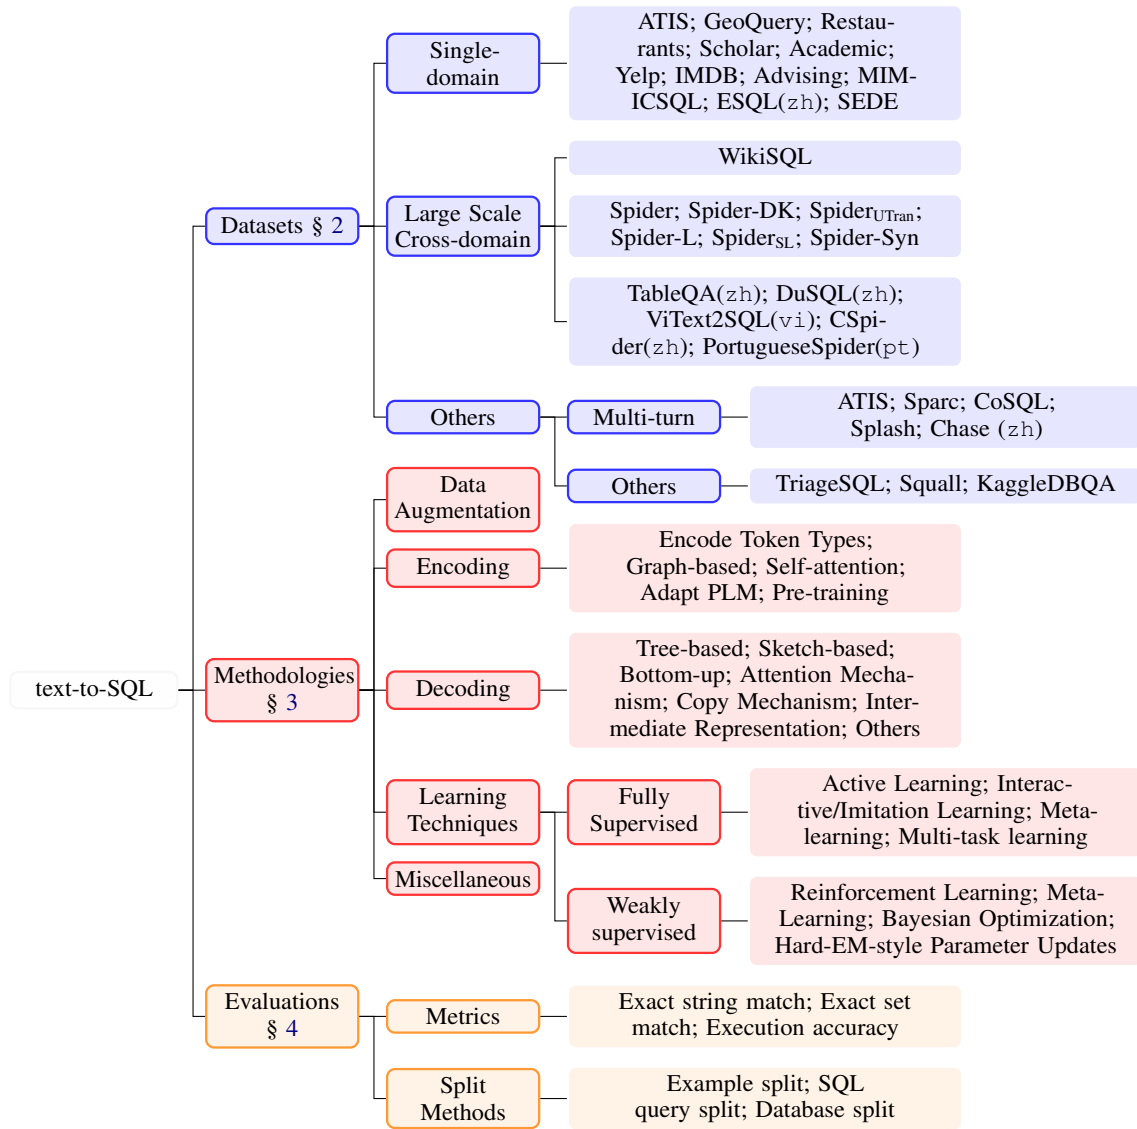 Single-
domain
ATIS; GeoQuery; Restau-
rants; Scholar; Academic;
Yelp; IMDB; Advising; MIM-
ICSQL; ESQL(zh); SEDE
WikiSQL
Datasets § 2
Large Scale
Cross-domain
Spider; Spider-DK; SpiderUTran;
Spider-L; SpiderSL; Spider-Syn
TableQA(zh); DuSQL(zh);
ViText2SQL(vi); CSpi-
der(zh); PortugueseSpider(pt)
Others
Multi-turn
ATIS; Sparc; CoSQL;
Splash; Chase (zh)
Others
TriageSQL; Squall; KaggleDBQA
Data
Augmentation
Encoding
Encode Token Types;
Graph-based; Self-attention;
Adapt PLM; Pre-training
text-to-SQL
Methodologies
§ 3
Decoding
Tree-based; Sketch-based;
Bottom-up; Attention Mecha-
nism; Copy Mechanism; Inter-
mediate Representation; Others
Learning
Techniques
Fully
Supervised
Active Learning; Interac-
tive/Imitation Learning; Meta-
learning; Multi-task learning
Miscellaneous
Weakly
supervised
Reinforcement Learning; Meta-
Learning; Bayesian Optimization;
Hard-EM-style Parameter Updates
Evaluations
§ 4
Metrics
Exact string match; Exact set
match; Execution accuracy
Split
Methods
Example split; SQL
query split; Database split